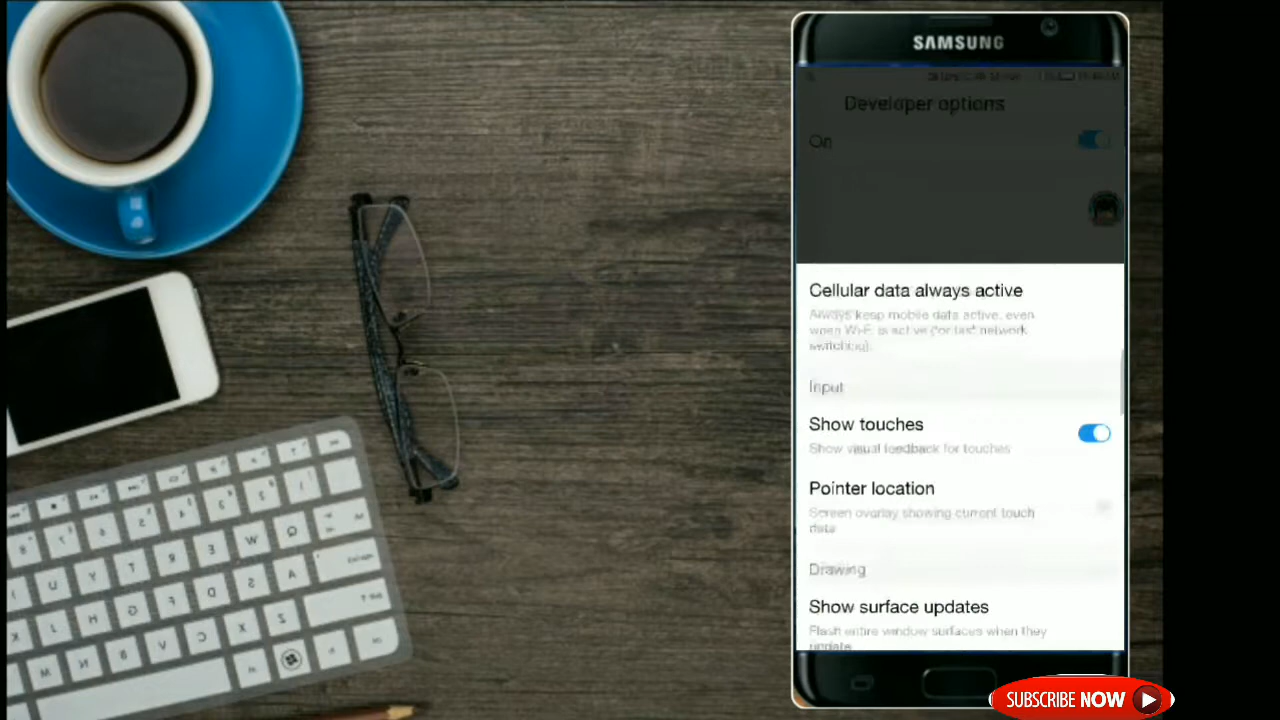 SAMSUNG
Developer options
On
Cellular data always active
Always keep mobile data active, even
when Wi-Fi is active (for fast network
switching).
Input
Show touches
Show visual feedback for touches
Pointer location
Screen overlay showing current touch
data
Drawing
Show surface updates
Flash entire window surfaces when they
update
SUBSCRIBE NOW